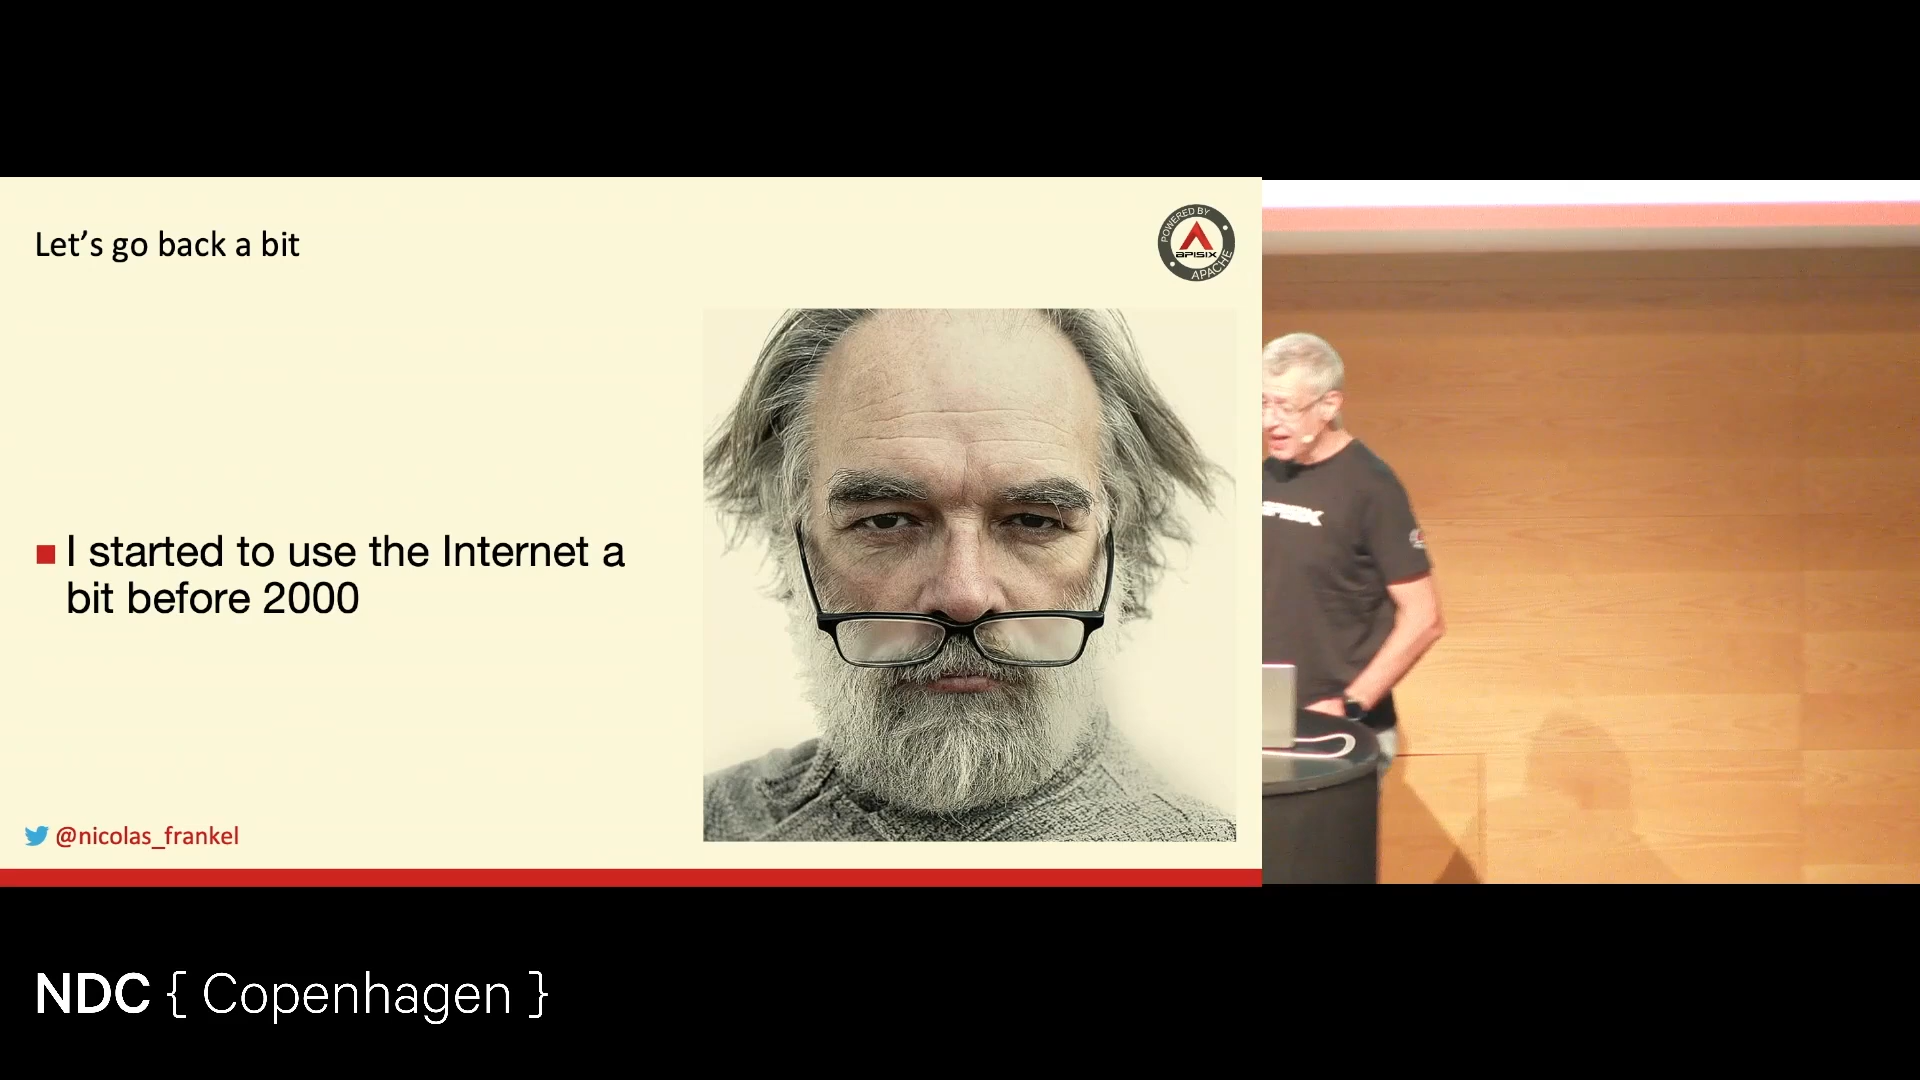 Let's go back a bit
POWERED BY
APISIX
APACHE
■ I started to use the Internet a
bit before 2000
@nicolas_frankel
APISIX
NDC { Copenhagen }